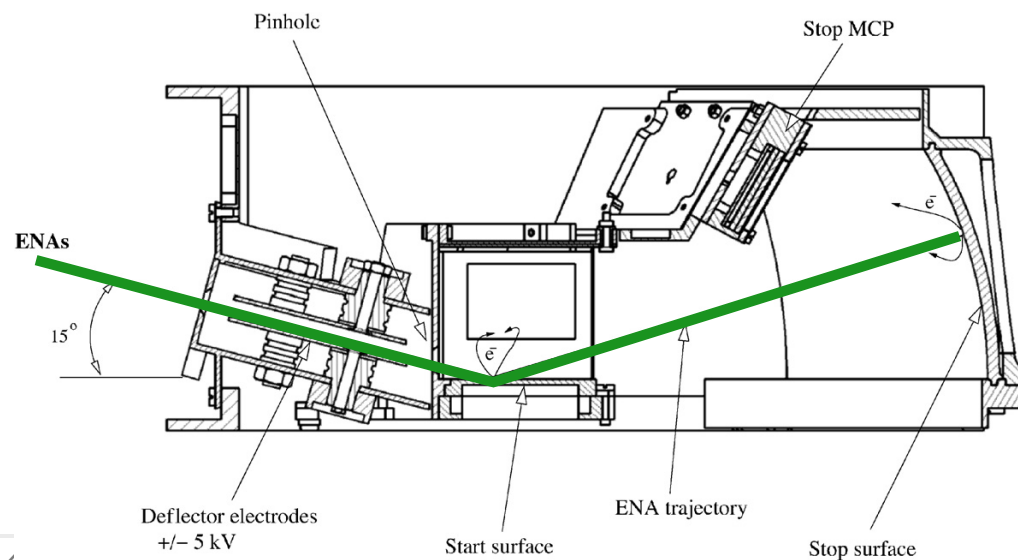 Pinhole
Stop MCP
ENAs
15°
e⁻
e⁻
Deflector electrodes
+/− 5 kV
Start surface
ENA trajectory
Stop surface